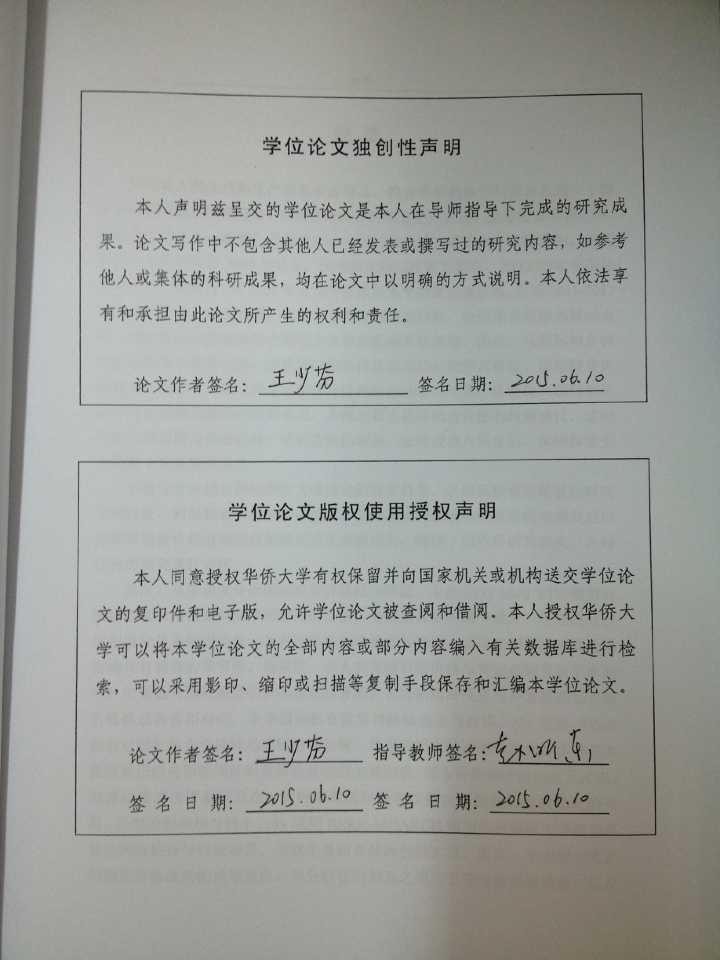 学位论文独创性声明
本人声明兹呈交的学位论文是本人在导师指导下完成的研究成
果。论文写作中不包含其他人已经发表或撰写过的研究内容，如参考
他人或集体的科研成果，均在论文中以明确的方式说明。本人依法享
有和承担由此论文所产生的权利和责任。
论文作者签名：王少芬 签名日期：2015.06.10
学位论文版权使用授权声明
本人同意授权华侨大学有权保留并向国家机关或机构送交学位论
文的复印件和电子版，允许学位论文被查阅和借阅。本人授权华侨大
学可以将本学位论文的全部内容或部分内容编入有关数据库进行检
索，可以采用影印、缩印或扫描等复制手段保存和汇编本学位论文。
论文作者签名：王少芬 指导教师签名：
签名日期：2015.06.10 签名日期：2015.06.10